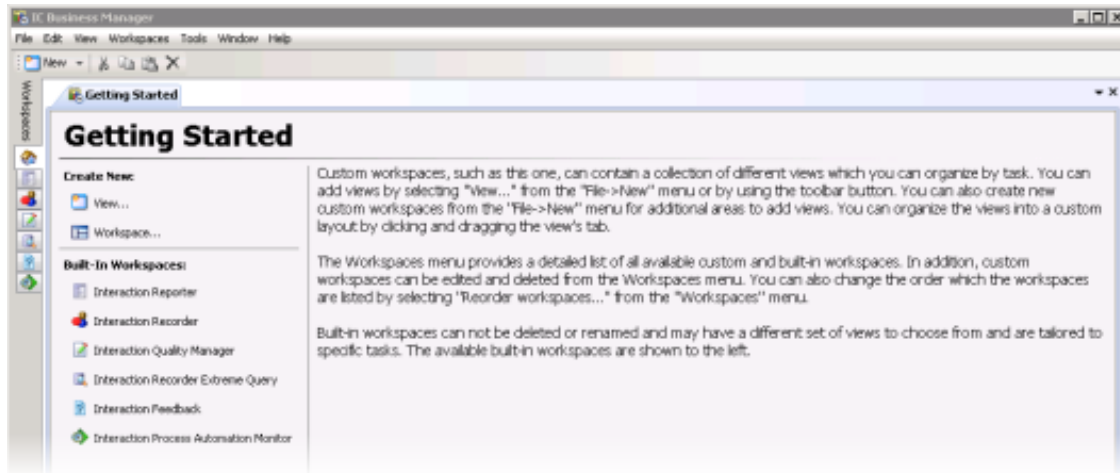 IC Business Manager
File Edit View Workspaces Tools Window Help
New
Workspaces
Getting Started
Getting Started
Create New:
View...
Workspace...
Built-In Workspaces:
Interaction Reporter
Interaction Recorder
Interaction Quality Manager
Interaction Recorder Extreme Query
Interaction Feedback
Interaction Process Automation Monitor
Custom workspaces, such as this one, can contain a collection of different views which you can organize by task. You can
add views by selecting "View..." from the "File->New" menu or by using the toolbar button. You can also create new
custom workspaces from the "File->New" menu for additional areas to add views. You can organize the views into a custom
layout by clicking and dragging the view's tab.
The Workspaces menu provides a detailed list of all available custom and built-in workspaces. In addition, custom
workspaces can be edited and deleted from the Workspaces menu. You can also change the order which the workspaces
are listed by selecting "Reorder workspaces..." from the "Workspaces" menu.
Built-in workspaces can not be deleted or renamed and may have a different set of views to choose from and are tailored to
specific tasks. The available built-in workspaces are shown to the left.